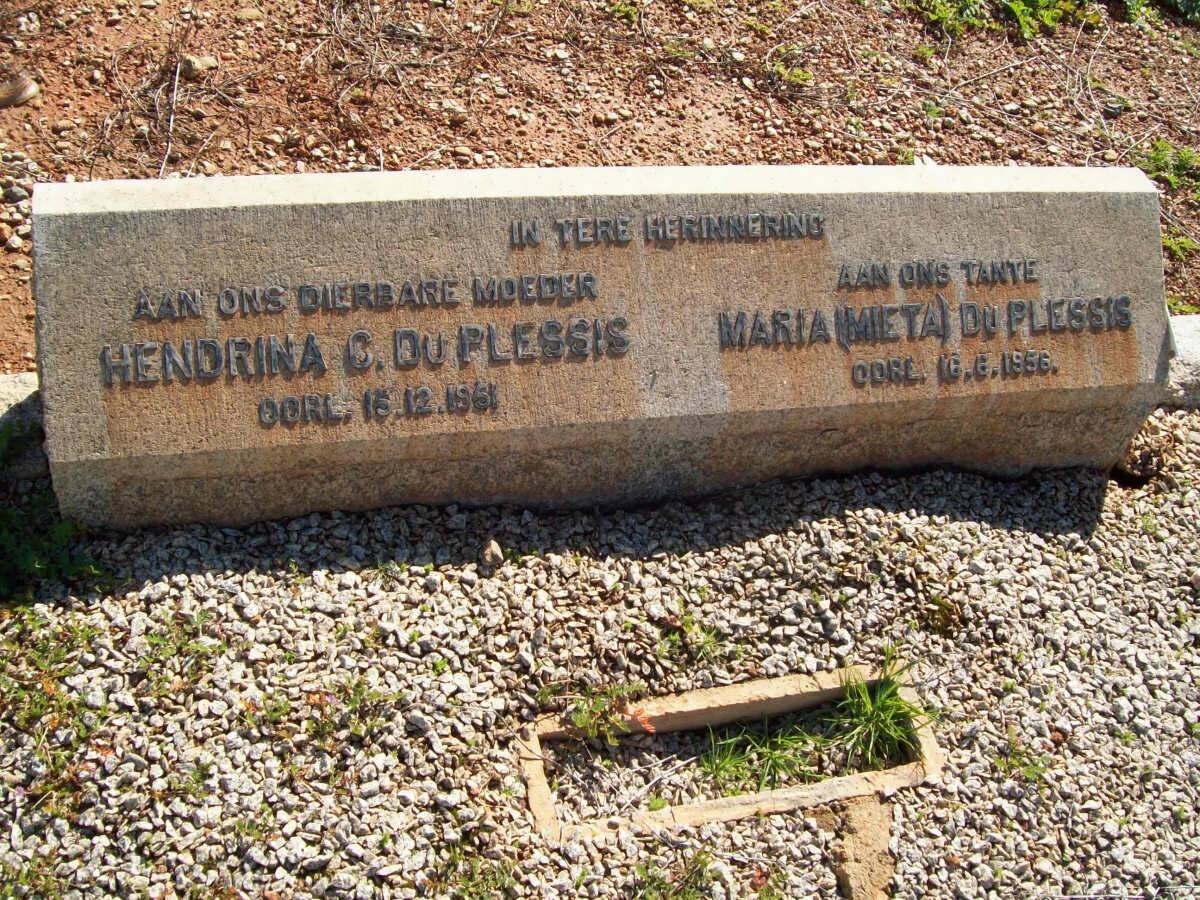 IN TERE HERINNERING
AAN ONS DIERBARE MOEDER
HENDRINA C. DU PLESSIS
OORL. 15.12.1951
AAN ONS TANTE
MARIA (MIETA) DU PLESSIS
OORL. 16.6.1956.